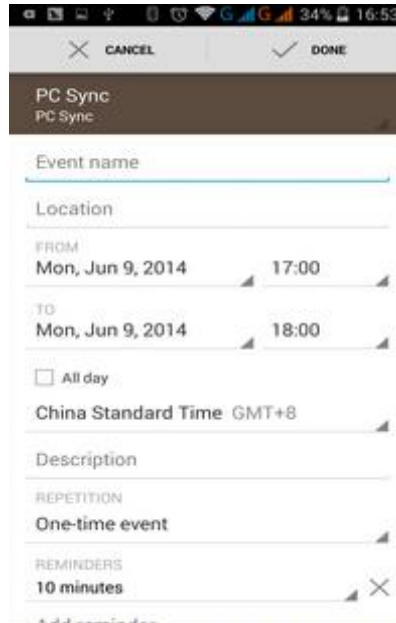 G G 34% 16:53
CANCEL DONE
PC Sync
PC Sync
Event name
Location
FROM
Mon, Jun 9, 2014 17:00
TO
Mon, Jun 9, 2014 18:00
All day
China Standard Time GMT+8
Description
REPETITION
One-time event
REMINDERS
10 minutes
Add reminder